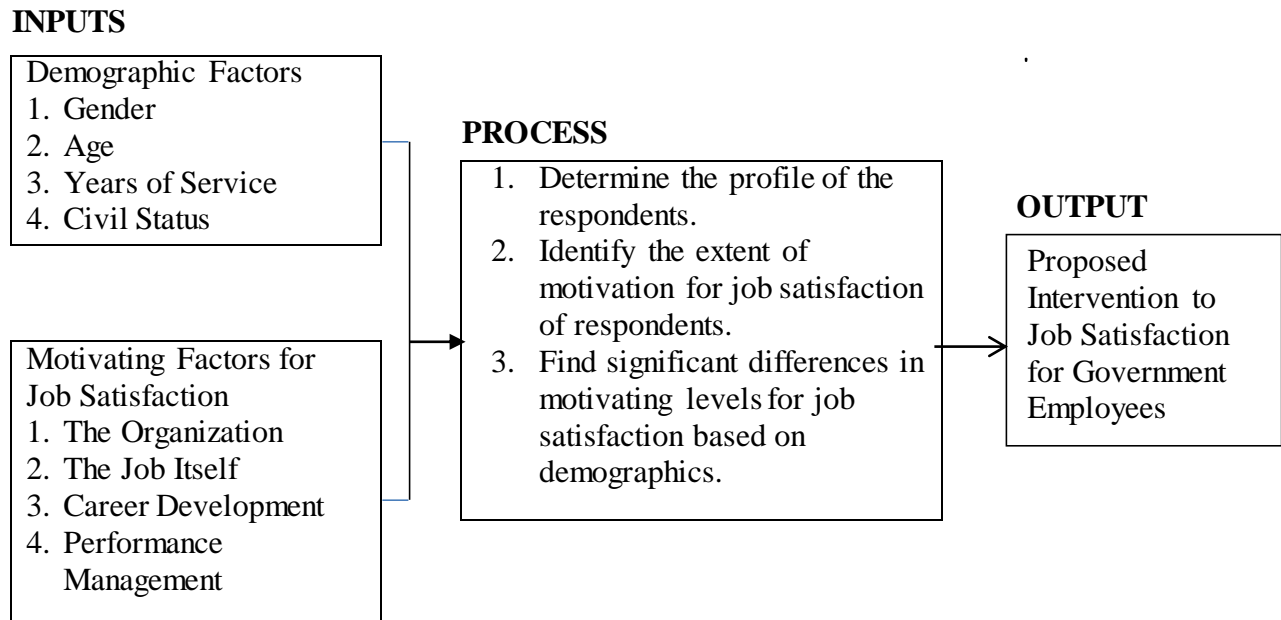 INPUTS
Demographic Factors
1. Gender
2. Age
3. Years of Service
4. Civil Status
Motivating Factors for
Job Satisfaction
1. The Organization
2. The Job Itself
3. Career Development
4. Performance
Management
PROCESS
1. Determine the profile of the
respondents.
2. Identify the extent of
motivation for job satisfaction
of respondents.
3. Find significant differences in
motivating levels for job
satisfaction based on
demographics.
OUTPUT
Proposed
Intervention to
Job Satisfaction
for Government
Employees